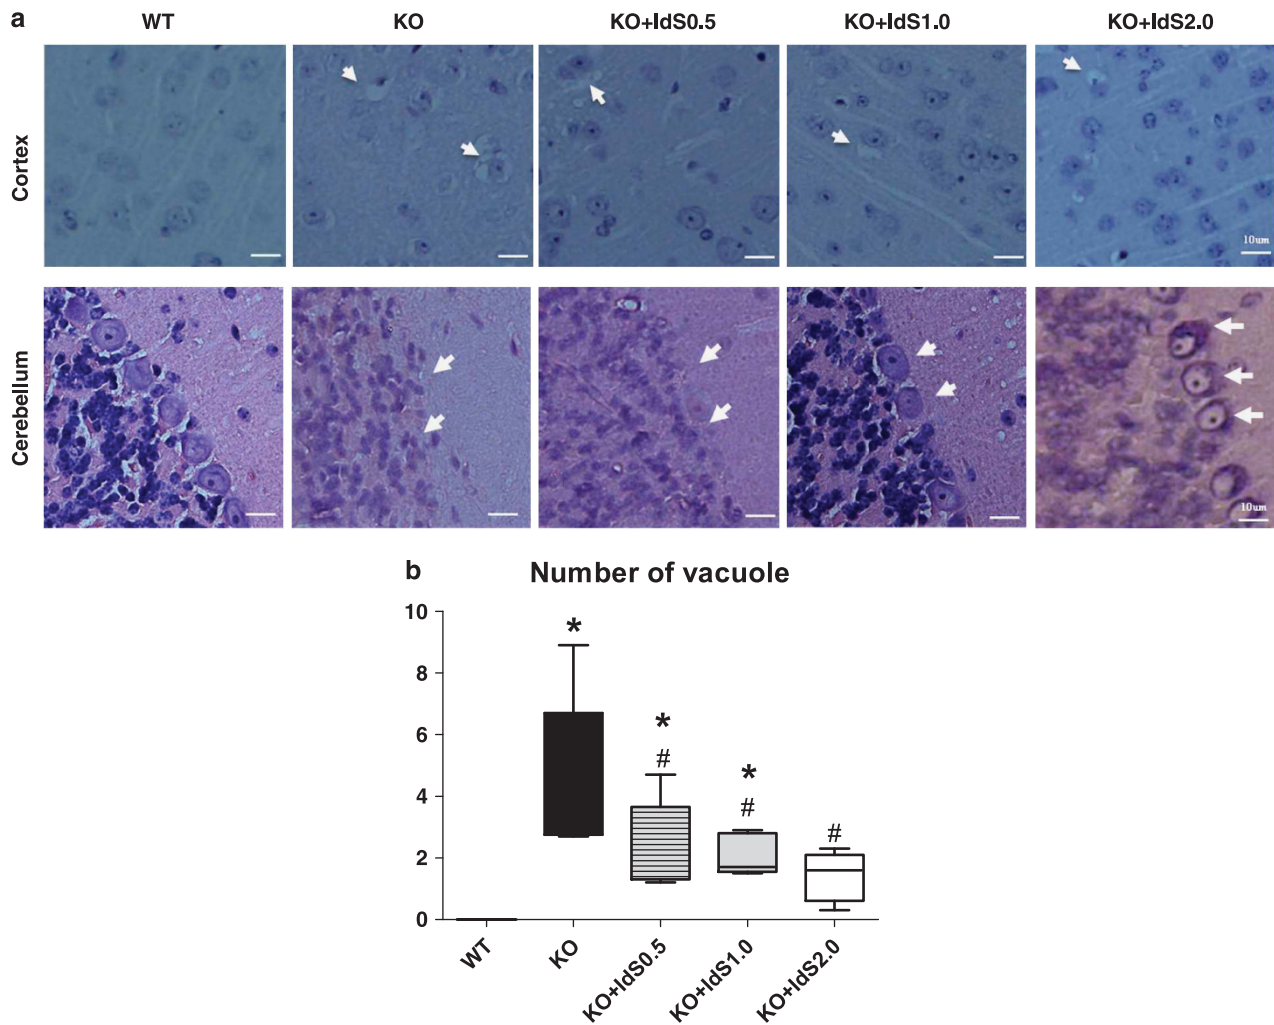 a
WT KO KO+IdS0.5 KO+IdS1.0 KO+IdS2.0
Cortex
10um
Cerebellum
10um
b Number of vacuole
10
*
8
*
6
#
*
#
4
#
2
0
WT KO KO+IdS0.5 KO+IdS1.0 KO+IdS2.0